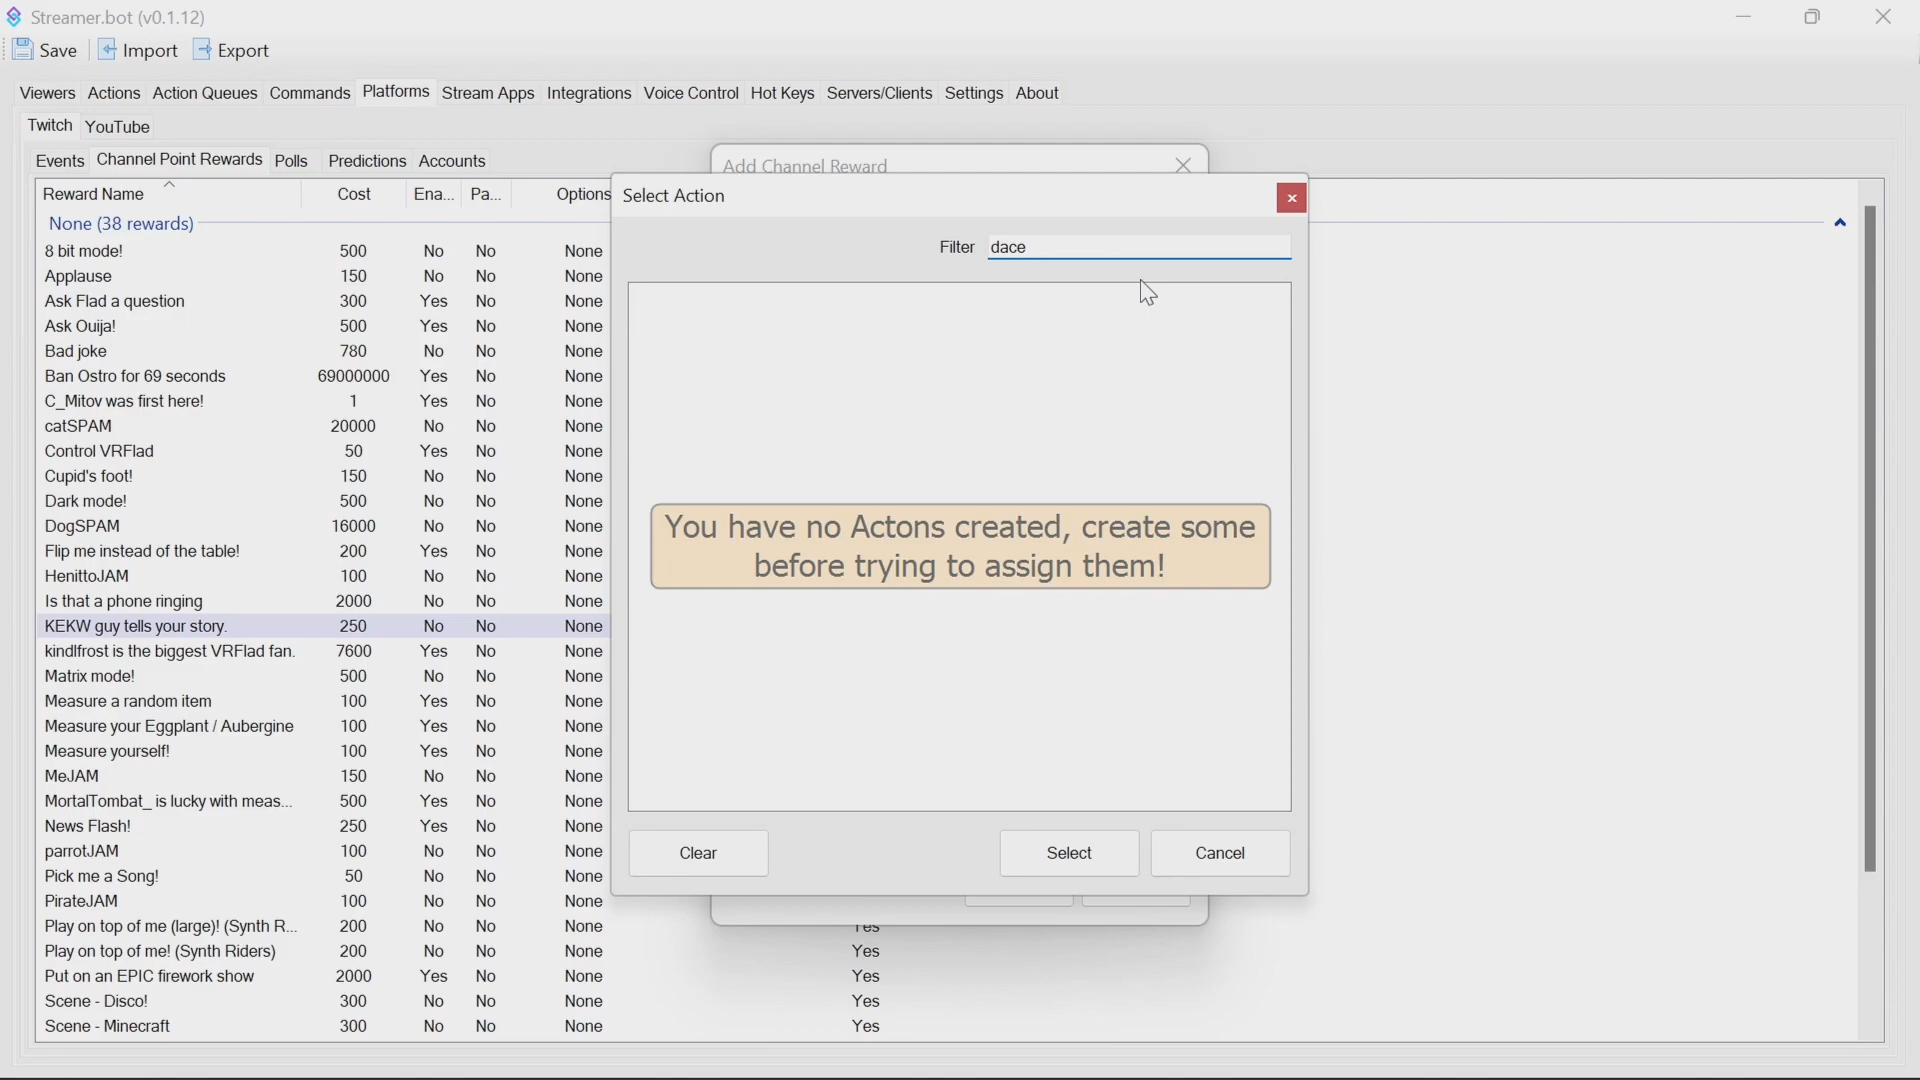 Streamer.bot (v0.1.12)
Save Import Export
Viewers Actions Action Queues Commands Platforms Stream Apps Integrations Voice Control Hot Keys Servers/Clients Settings About
Twitch YouTube
Events Channel Point Rewards Polls Predictions Accounts
Add Channel Reward
Reward Name Cost Ena... Pa... Options
Select Action
None (38 rewards)
Filter dace
8 bit mode! 500 No No None
Applause 150 No No None
Ask Flad a question 300 Yes No None
Ask Ouija! 500 Yes No None
Bad joke 780 No No None
Ban Ostro for 69 seconds 69000000 Yes No None
C_Mitov was first here! 1 Yes No None
catSPAM 20000 No No None
Control VRFlad 50 Yes No None
Cupid's foot! 150 No No None
Dark mode! 500 No No None
DogSPAM 16000 No No None
Flip me instead of the table! 200 Yes No None
HenittoJAM 100 No No None
Is that a phone ringing 2000 No No None
KEKW guy tells your story. 250 No No None
kindlfrost is the biggest VRFlad fan. 7600 Yes No None
Matrix mode! 500 No No None
Measure a random item 100 Yes No None
Measure your Eggplant / Aubergine 100 Yes No None
Measure yourself! 100 Yes No None
MeJAM 150 No No None
MortalTombat_ is lucky with meas... 500 Yes No None
News Flash! 250 Yes No None
parrotJAM 100 No No None
Pick me a Song! 50 No No None
PirateJAM 100 No No None
Play on top of me (large)! (Synth R... 200 No No None Yes
Play on top of me! (Synth Riders) 200 No No None Yes
Put on an EPIC firework show 2000 Yes No None Yes
Scene - Disco! 300 No No None Yes
Scene - Minecraft 300 No No None Yes
You have no Actons created, create some
before trying to assign them!
Clear Select Cancel